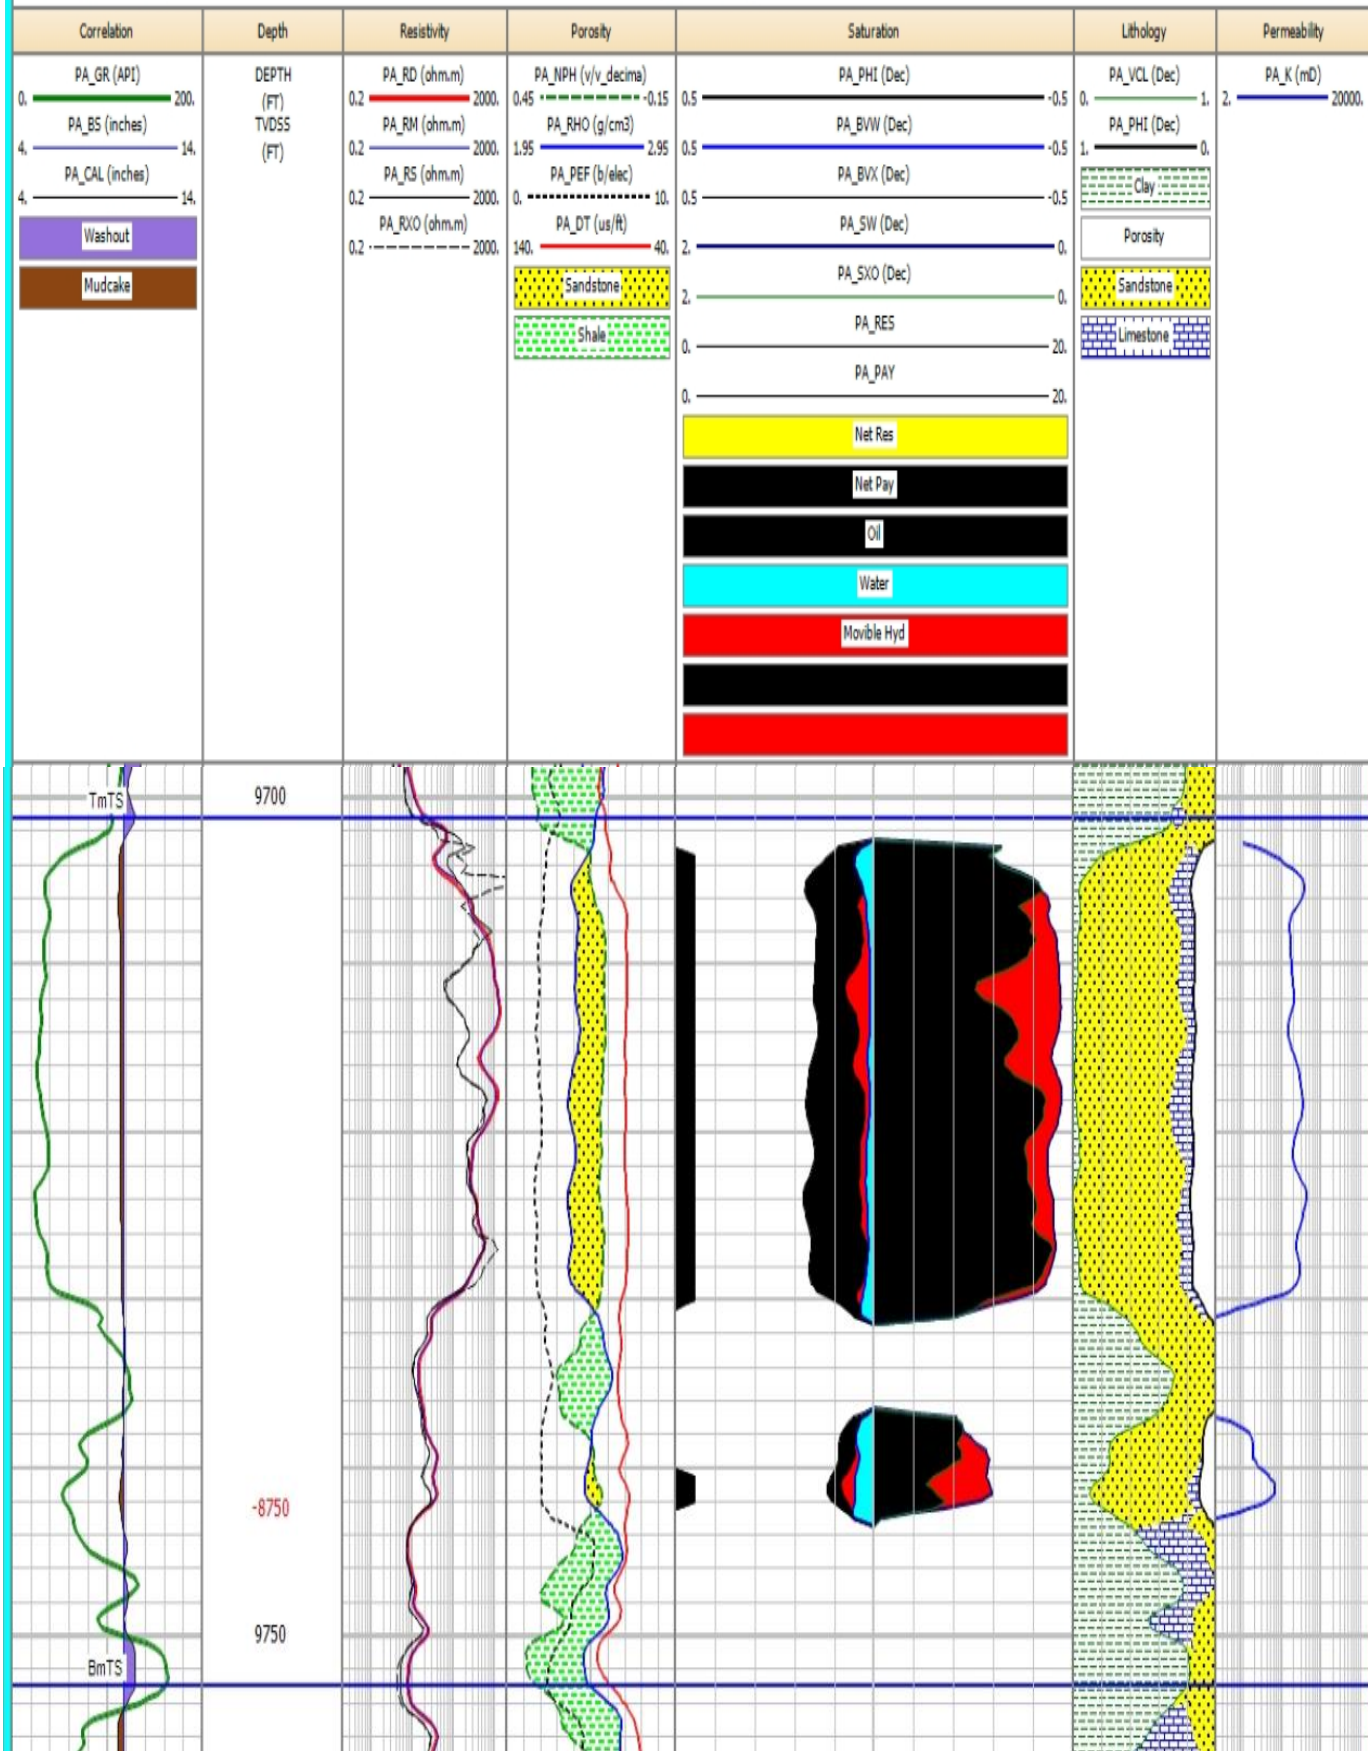 Correlation Depth Resistivity Porosity Saturation Lithology Permeability
PA_GR (API)
0. 200.
PA_BS (inches)
4. 14.
PA_CAL (inches)
4. 14.
Washout
Mudcake
DEPTH
(FT)
TVDSS
(FT)
PA_RD (ohm.m)
0.2 2000.
PA_RM (ohm.m)
0.2 2000.
PA_RS (ohm.m)
0.2 2000.
PA_RXO (ohm.m)
0.2 2000.
PA_NPH (v/v_decima)
0.45 -0.15
PA_RHO (g/cm3)
1.95 2.95
PA_PEF (b/elec)
0. 10.
PA_DT (us/ft)
140. 40.
Sandstone
Shale
PA_PHI (Dec)
0.5 -0.5
PA_BVW (Dec)
0.5 -0.5
PA_BVX (Dec)
0.5 -0.5
PA_SW (Dec)
2. 0.
PA_SXO (Dec)
2. 0.
PA_RES
0. 20.
PA_PAY
0. 20.
Net Res
Net Pay
Oil
Water
Movible Hyd
PA_VCL (Dec)
0. 1.
PA_PHI (Dec)
1. 0.
Clay
Porosity
Sandstone
Limestone
PA_K (mD)
2. 20000.
TmTS 9700
-8750
9750
BmTS